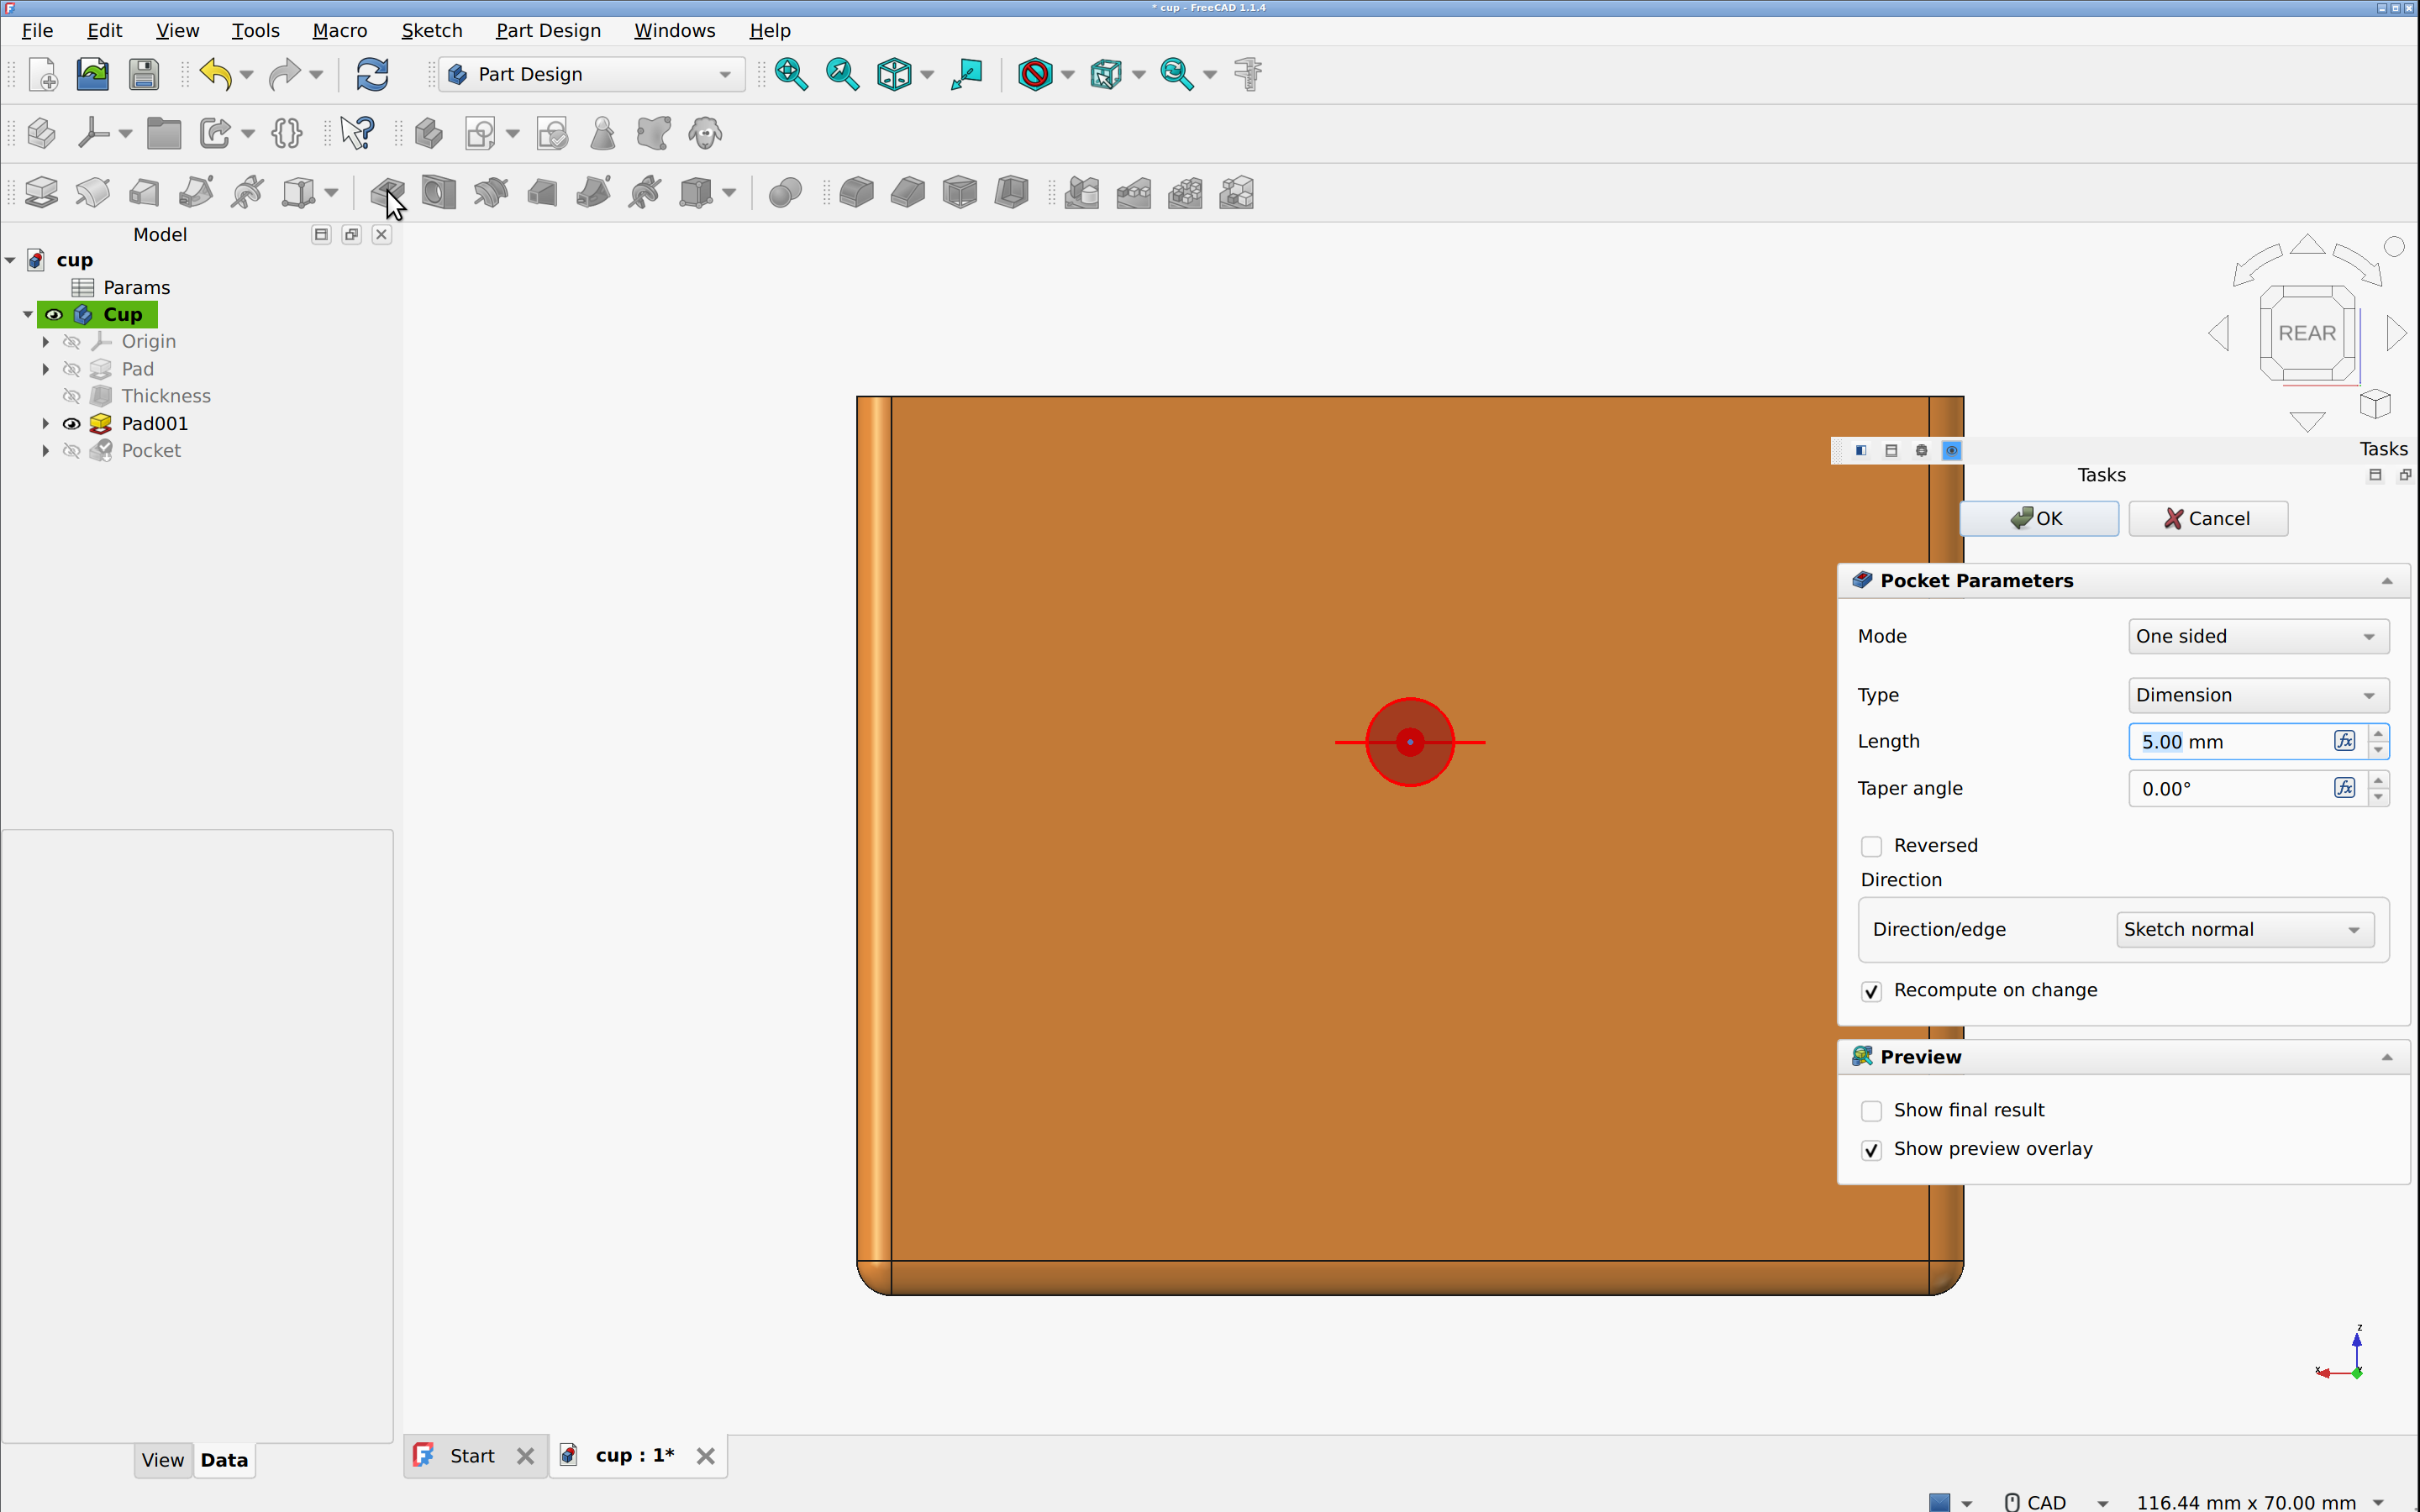 * cup - FreeCAD 1.1.4
File Edit View Tools Macro Sketch Part Design Windows Help
Part Design
Model
cup
Params
Cup
Origin
Pad
Thickness
Pad001
Pocket
REAR
Tasks
Tasks
OK Cancel
Pocket Parameters
Mode One sided
Type Dimension
Length 5.00 mm
Taper angle 0.00°
Reversed
Direction
Direction/edge Sketch normal
Recompute on change
Preview
Show final result
Show preview overlay
z
x
View Data
Start cup : 1*
CAD 116.44 mm x 70.00 mm